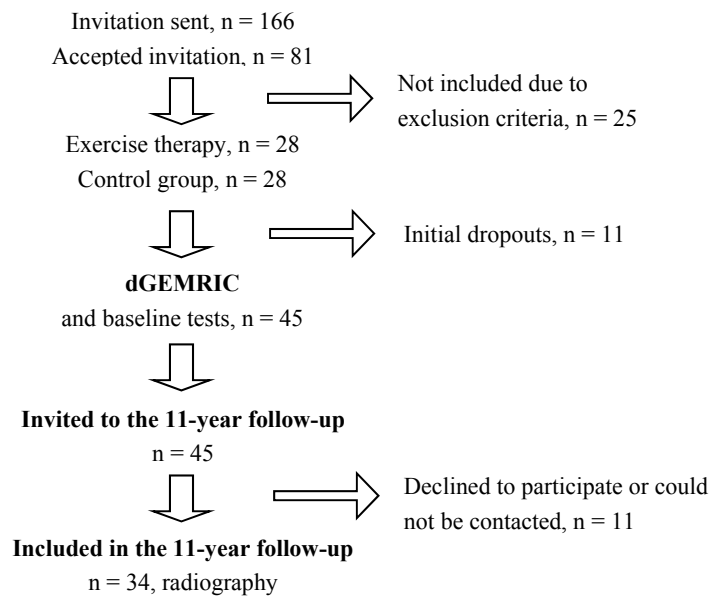 Invitation sent, n = 166
Accepted invitation, n = 81
Not included due to
exclusion criteria, n = 25
Exercise therapy, n = 28
Control group, n = 28
Initial dropouts, n = 11
dGEMRIC
and baseline tests, n = 45
Invited to the 11-year follow-up
n = 45
Declined to participate or could
not be contacted, n = 11
Included in the 11-year follow-up
n = 34, radiography